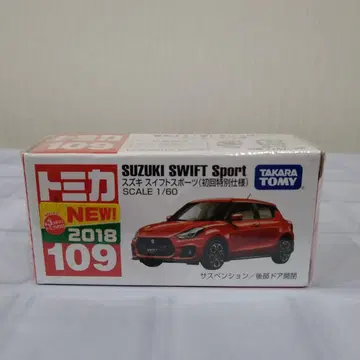 トミカ
SUZUKI SWIFT Sport
スズキ スイフトスポーツ(初回特別仕様)
SCALE 1/60
TAKARA
TOMY
NEW!
2018
109
サスペンション/後部ドア開閉